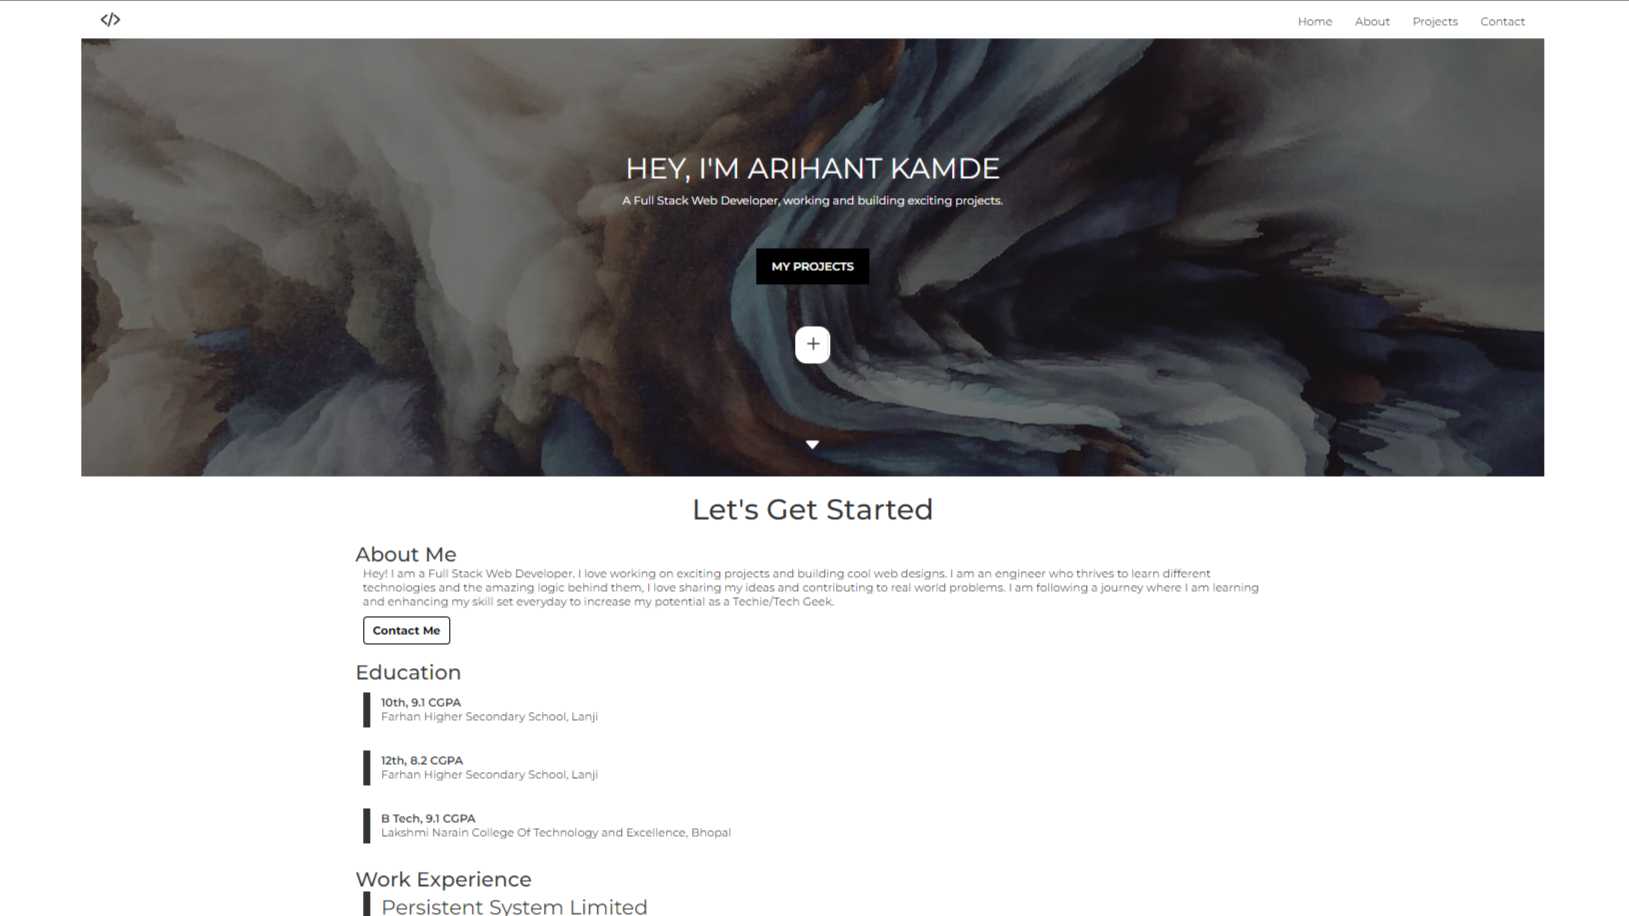 </>
Home About Projects Contact
HEY, I'M ARIHANT KAMDE
A Full Stack Web Developer, working and building exciting projects.
MY PROJECTS
+
Let's Get Started
About Me
Hey! I am a Full Stack Web Developer. I love working on exciting projects and building cool web designs. I am an engineer who thrives to learn different
technologies and the amazing logic behind them, I love sharing my ideas and contributing to real world problems. I am following a journey where I am learning
and enhancing my skill set everyday to increase my potential as a Techie/Tech Geek.
Contact Me
Education
10th, 9.1 CGPA
Farhan Higher Secondary School, Lanji
12th, 8.2 CGPA
Farhan Higher Secondary School, Lanji
B Tech, 9.1 CGPA
Lakshmi Narain College Of Technology and Excellence, Bhopal
Work Experience
Persistent System Limited